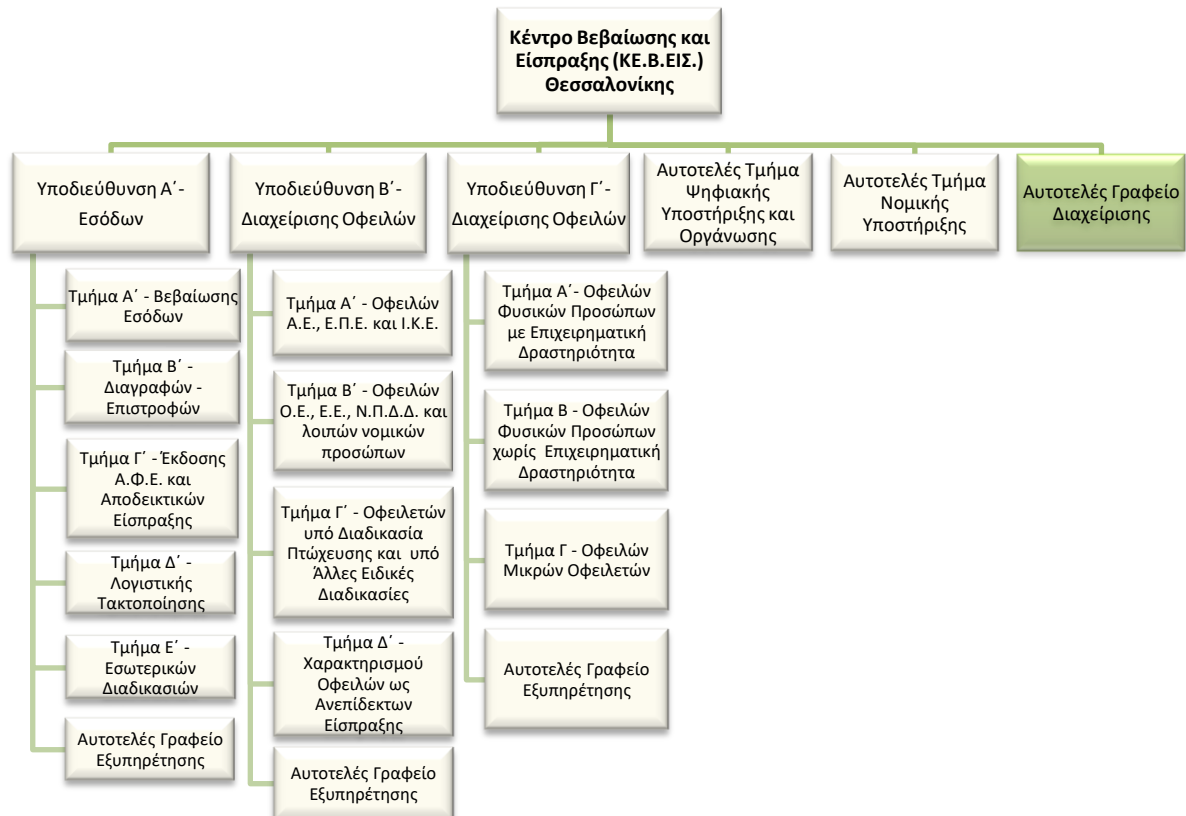 Κέντρο Βεβαίωσης και
Είσπραξης (ΚΕ.Β.ΕΙΣ.)
Θεσσαλονίκης
Υποδιεύθυνση Α΄-
Εσόδων
Υποδιεύθυνση Β΄-
Διαχείρισης Οφειλών
Υποδιεύθυνση Γ΄-
Διαχείρισης Οφειλών
Αυτοτελές Τμήμα
Ψηφιακής
Υποστήριξης και
Οργάνωσης
Αυτοτελές Τμήμα
Νομικής
Υποστήριξης
Αυτοτελές Γραφείο
Διαχείρισης
Τμήμα Α΄ - Βεβαίωσης
Εσόδων
Τμήμα Β΄ -
Διαγραφών -
Επιστροφών
Τμήμα Γ΄ - Έκδοσης
Α.Φ.Ε. και
Αποδεικτικών
Είσπραξης
Τμήμα Δ΄ -
Λογιστικής
Τακτοποίησης
Τμήμα Ε΄ -
Εσωτερικών
Διαδικασιών
Αυτοτελές Γραφείο
Εξυπηρέτησης
Τμήμα Α΄ - Οφειλών
Α.Ε., Ε.Π.Ε. και Ι.Κ.Ε.
Τμήμα Β΄ - Οφειλών
Ο.Ε., Ε.Ε., Ν.Π.Δ.Δ. και
λοιπών νομικών
προσώπων
Τμήμα Γ΄ - Οφειλετών
υπό Διαδικασία
Πτώχευσης και υπό
Άλλες Ειδικές
Διαδικασίες
Τμήμα Δ΄ -
Χαρακτηρισμού
Οφειλών ως
Ανεπίδεκτων
Είσπραξης
Αυτοτελές Γραφείο
Εξυπηρέτησης
Τμήμα Α΄- Οφειλών
Φυσικών Προσώπων
με Επιχειρηματική
Δραστηριότητα
Τμήμα Β - Οφειλών
Φυσικών Προσώπων
χωρίς Επιχειρηματική
Δραστηριότητα
Τμήμα Γ - Οφειλών
Μικρών Οφειλετών
Αυτοτελές Γραφείο
Εξυπηρέτησης